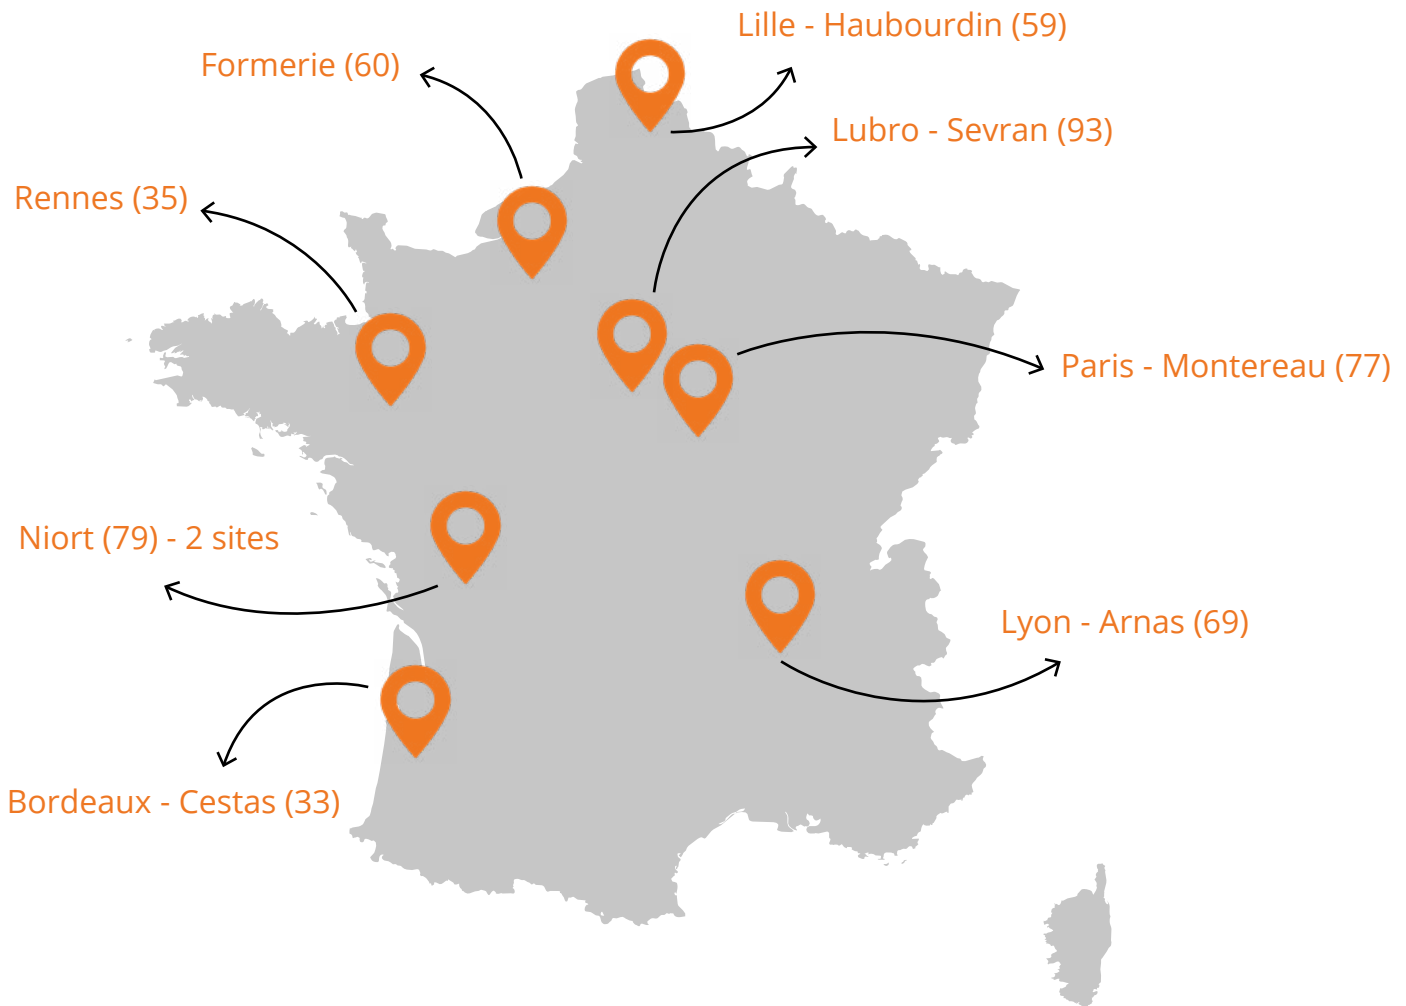 Lille - Haubourdin (59)
Formerie (60)
Lubro - Sevran (93)
Rennes (35)
Paris - Montereau (77)
Niort (79) - 2 sites
Lyon - Arnas (69)
Bordeaux - Cestas (33)